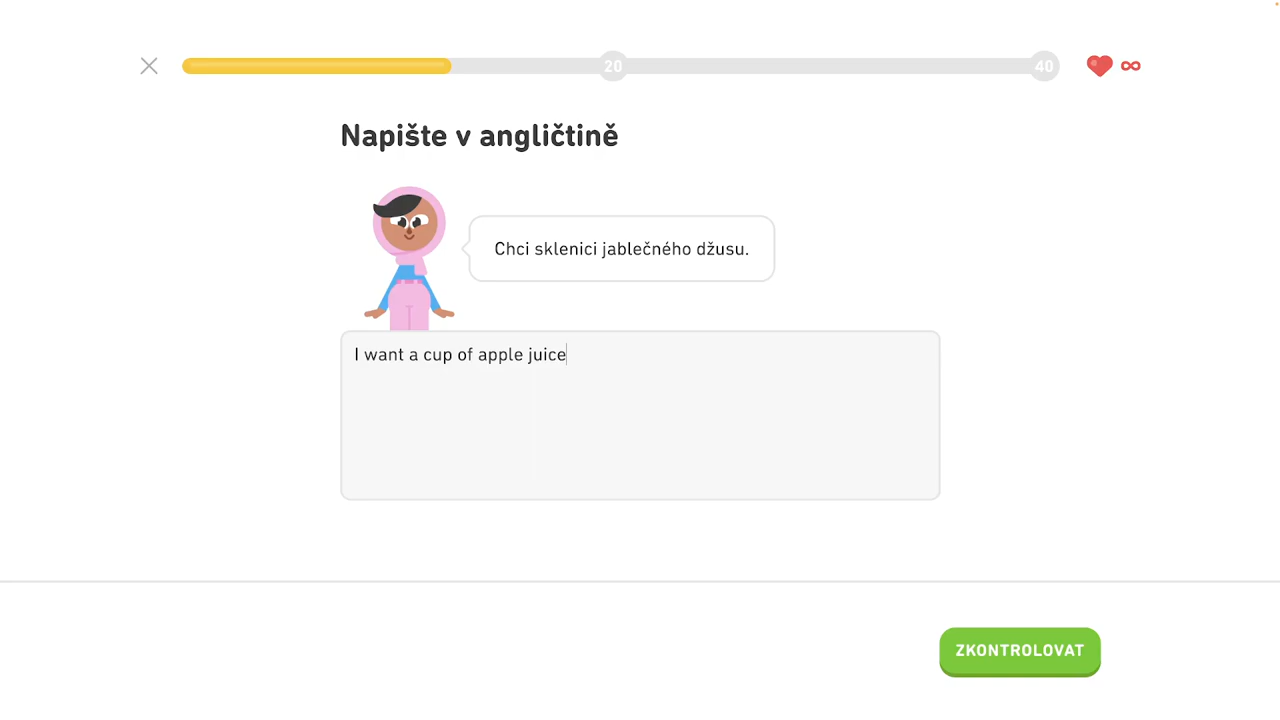 20
40
∞
Napište v angličtině
Chci sklenici jablečného džusu.
I want a cup of apple juice
ZKONTROLOVAT